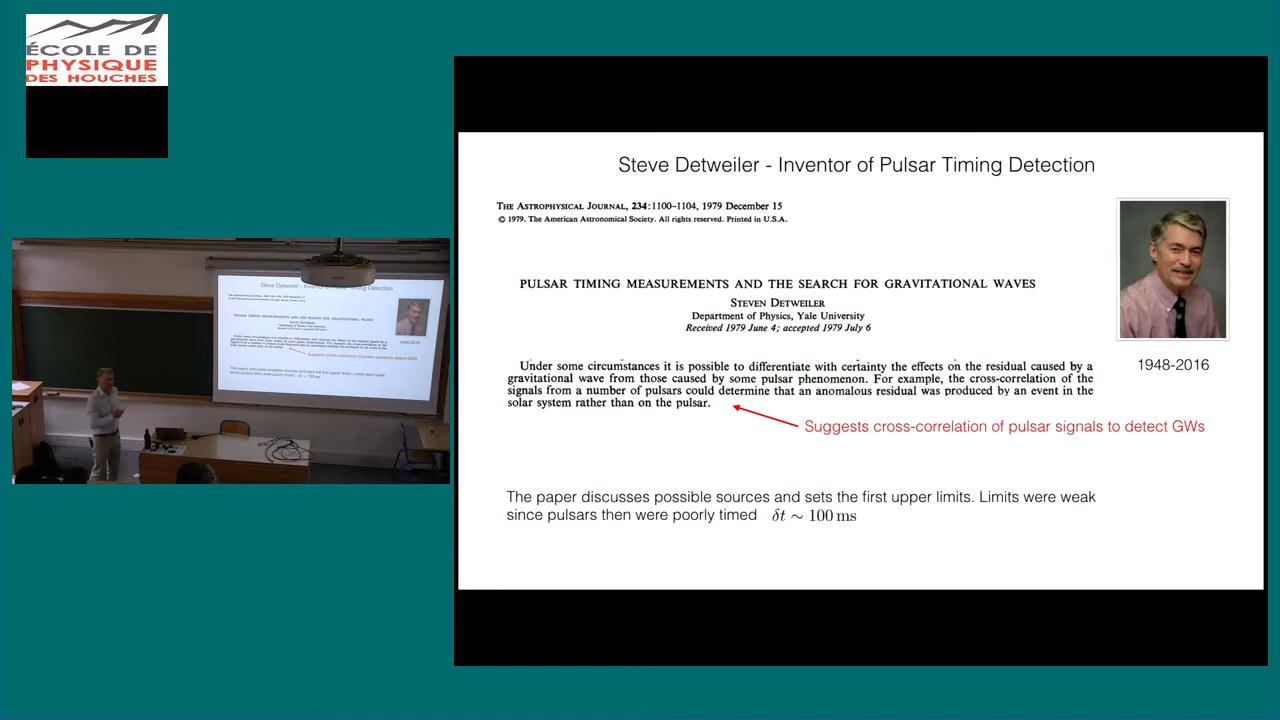 ÉCOLE DE
PHYSIQUE
DES HOUCHES
Steve Detweiler - Inventor of Pulsar Timing Detection
THE ASTROPHYSICAL JOURNAL, 234:1100–1104, 1979 December 15
© 1979. The American Astronomical Society. All rights reserved. Printed in U.S.A.
PULSAR TIMING MEASUREMENTS AND THE SEARCH FOR GRAVITATIONAL WAVES
STEVEN DETWEILER
Department of Physics, Yale University
Received 1979 June 4; accepted 1979 July 6
1948-2016
Under some circumstances it is possible to differentiate with certainty the effects on the residual caused by a
gravitational wave from those caused by some pulsar phenomenon. For example, the cross-correlation of the
signals from a number of pulsars could determine that an anomalous residual was produced by an event in the
solar system rather than on the pulsar.
Suggests cross-correlation of pulsar signals to detect GWs
The paper discusses possible sources and sets the first upper limits. Limits were weak
since pulsars then were poorly timed δt ∼ 100 ms